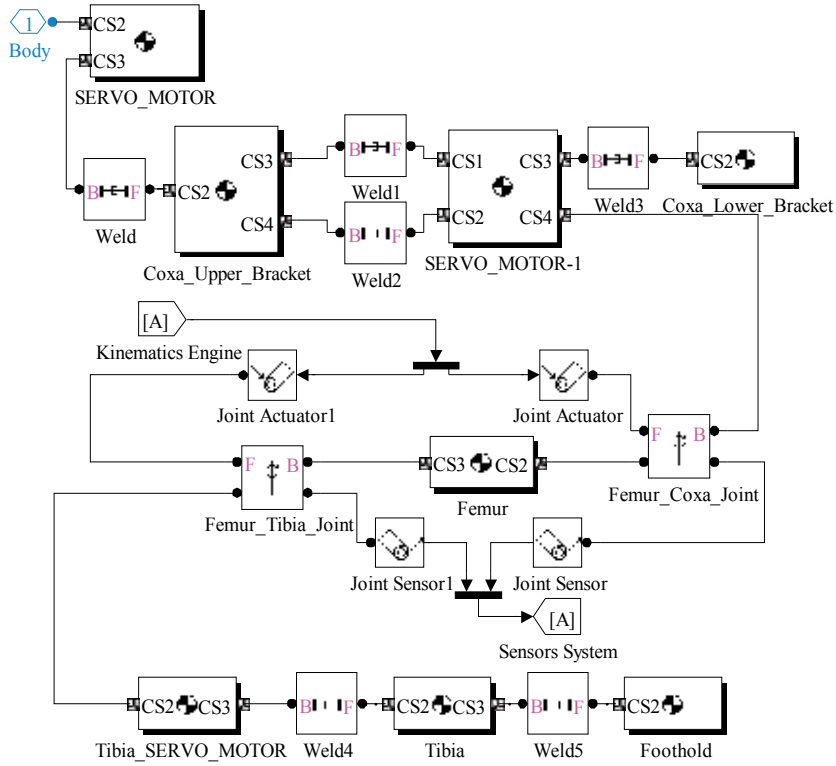 1
Body
CS2
CS3
SERVO_MOTOR
B F
Weld
CS2
CS3
CS4
Coxa_Upper_Bracket
B F
Weld1
B F
Weld2
CS1
CS2
CS3
CS4
SERVO_MOTOR-1
B F
Weld3
CS2
Coxa_Lower_Bracket
[A]
Kinematics Engine
Joint Actuator1
Joint Actuator
F B
Femur_Tibia_Joint
CS3 CS2
Femur
F B
Femur_Coxa_Joint
Joint Sensor1
Joint Sensor
[A]
Sensors System
CS2 CS3
Tibia_SERVO_MOTOR
B F
Weld4
CS2 CS3
Tibia
B F
Weld5
CS2
Foothold